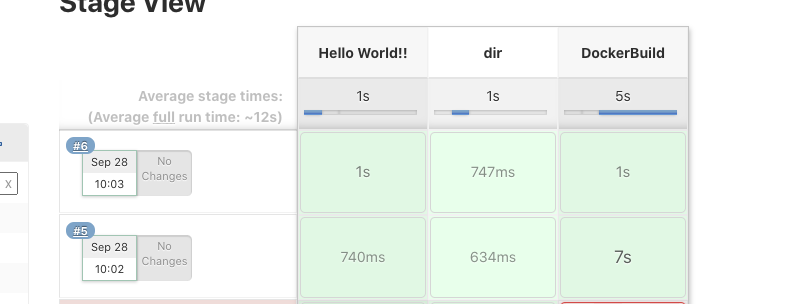 Stage View
Hello World!! dir DockerBuild
Average stage times: 1s 1s 5s
(Average full run time: ~12s)
#6
Sep 28 No Changes
10:03
1s 747ms 1s
X
#5
Sep 28 No Changes
10:02
740ms 634ms 7s